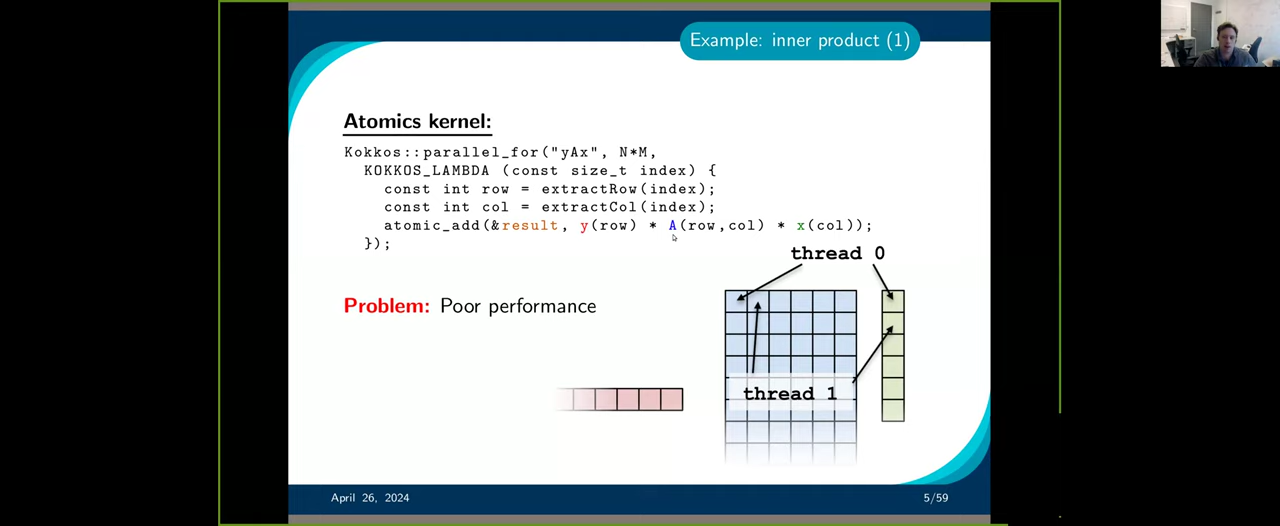 Example: inner product (1)
Atomics kernel:
Kokkos::parallel_for("yAx", N*M,
KOKKOS_LAMBDA (const size_t index) {
const int row = extractRow(index);
const int col = extractCol(index);
atomic_add(&result, y(row) * A(row,col) * x(col));
});
thread 0
Problem: Poor performance
thread 1
April 26, 2024
5/59